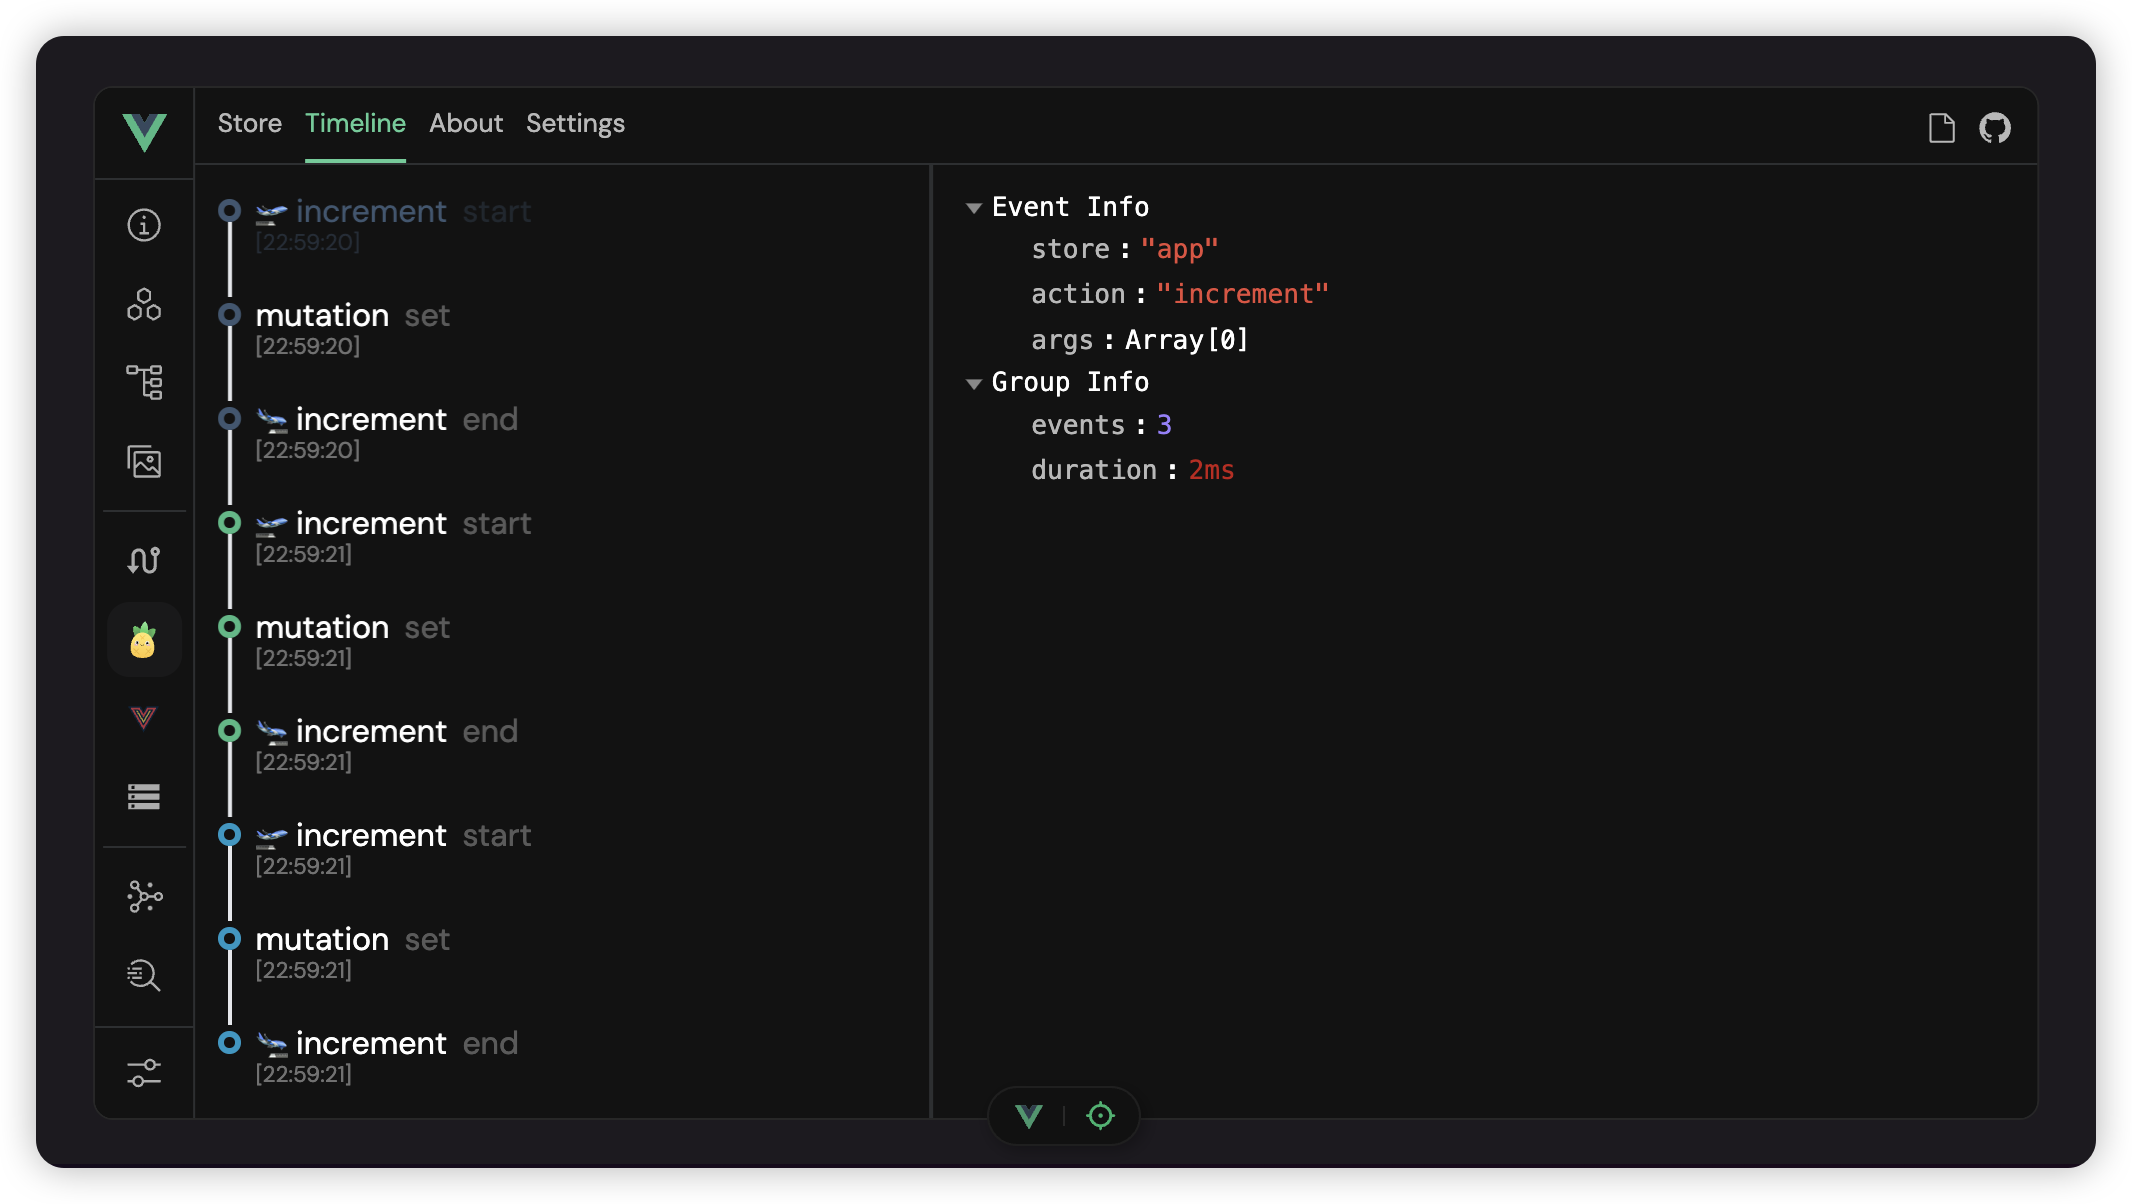 Store Timeline About Settings
increment start
[22:59:20]
mutation set
[22:59:20]
increment end
[22:59:20]
increment start
[22:59:21]
mutation set
[22:59:21]
increment end
[22:59:21]
increment start
[22:59:21]
mutation set
[22:59:21]
increment end
[22:59:21]
Event Info
store : "app"
action : "increment"
args : Array[0]
Group Info
events : 3
duration : 2ms